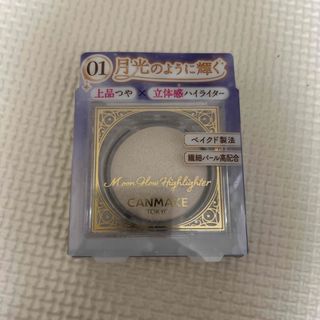 01 月光のように輝く
上品つや × 立体感ハイライター
ベイクド製法
繊細パール高配合
Moon Glow Highlighter
CANMAKE
TOKYO